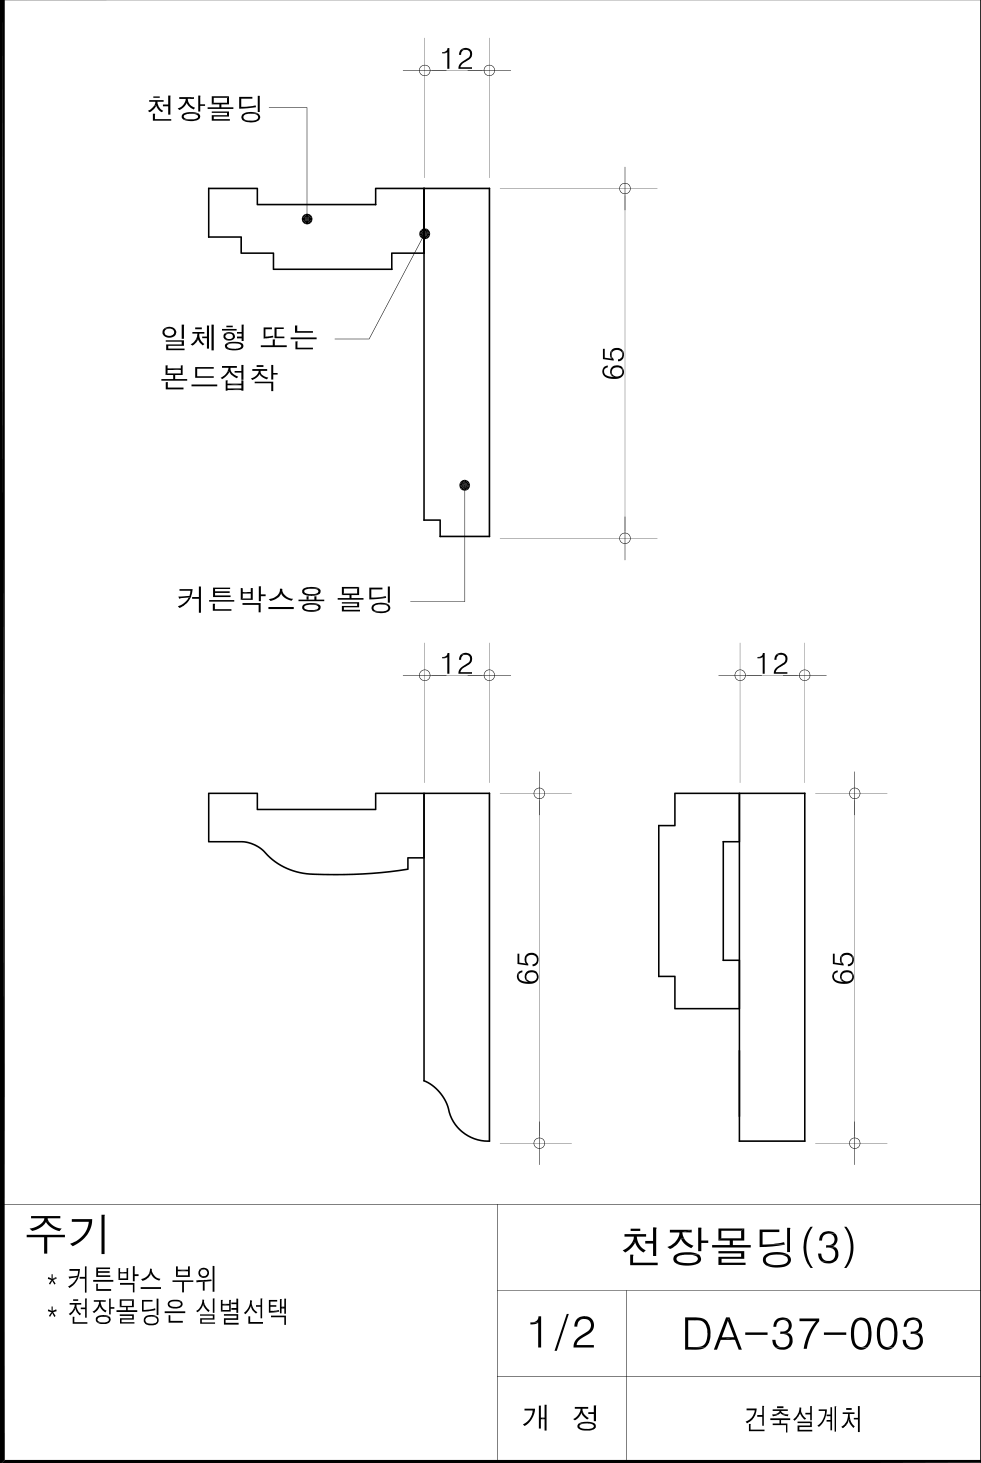 12
천장몰딩
일체형 또는
본드접착
65
커튼박스용 몰딩
12
12
65
65
주기
* 커튼박스 부위
* 천장몰딩은 실별선택
천장몰딩(3)
1/2
DA-37-003
개 정
건축설계처